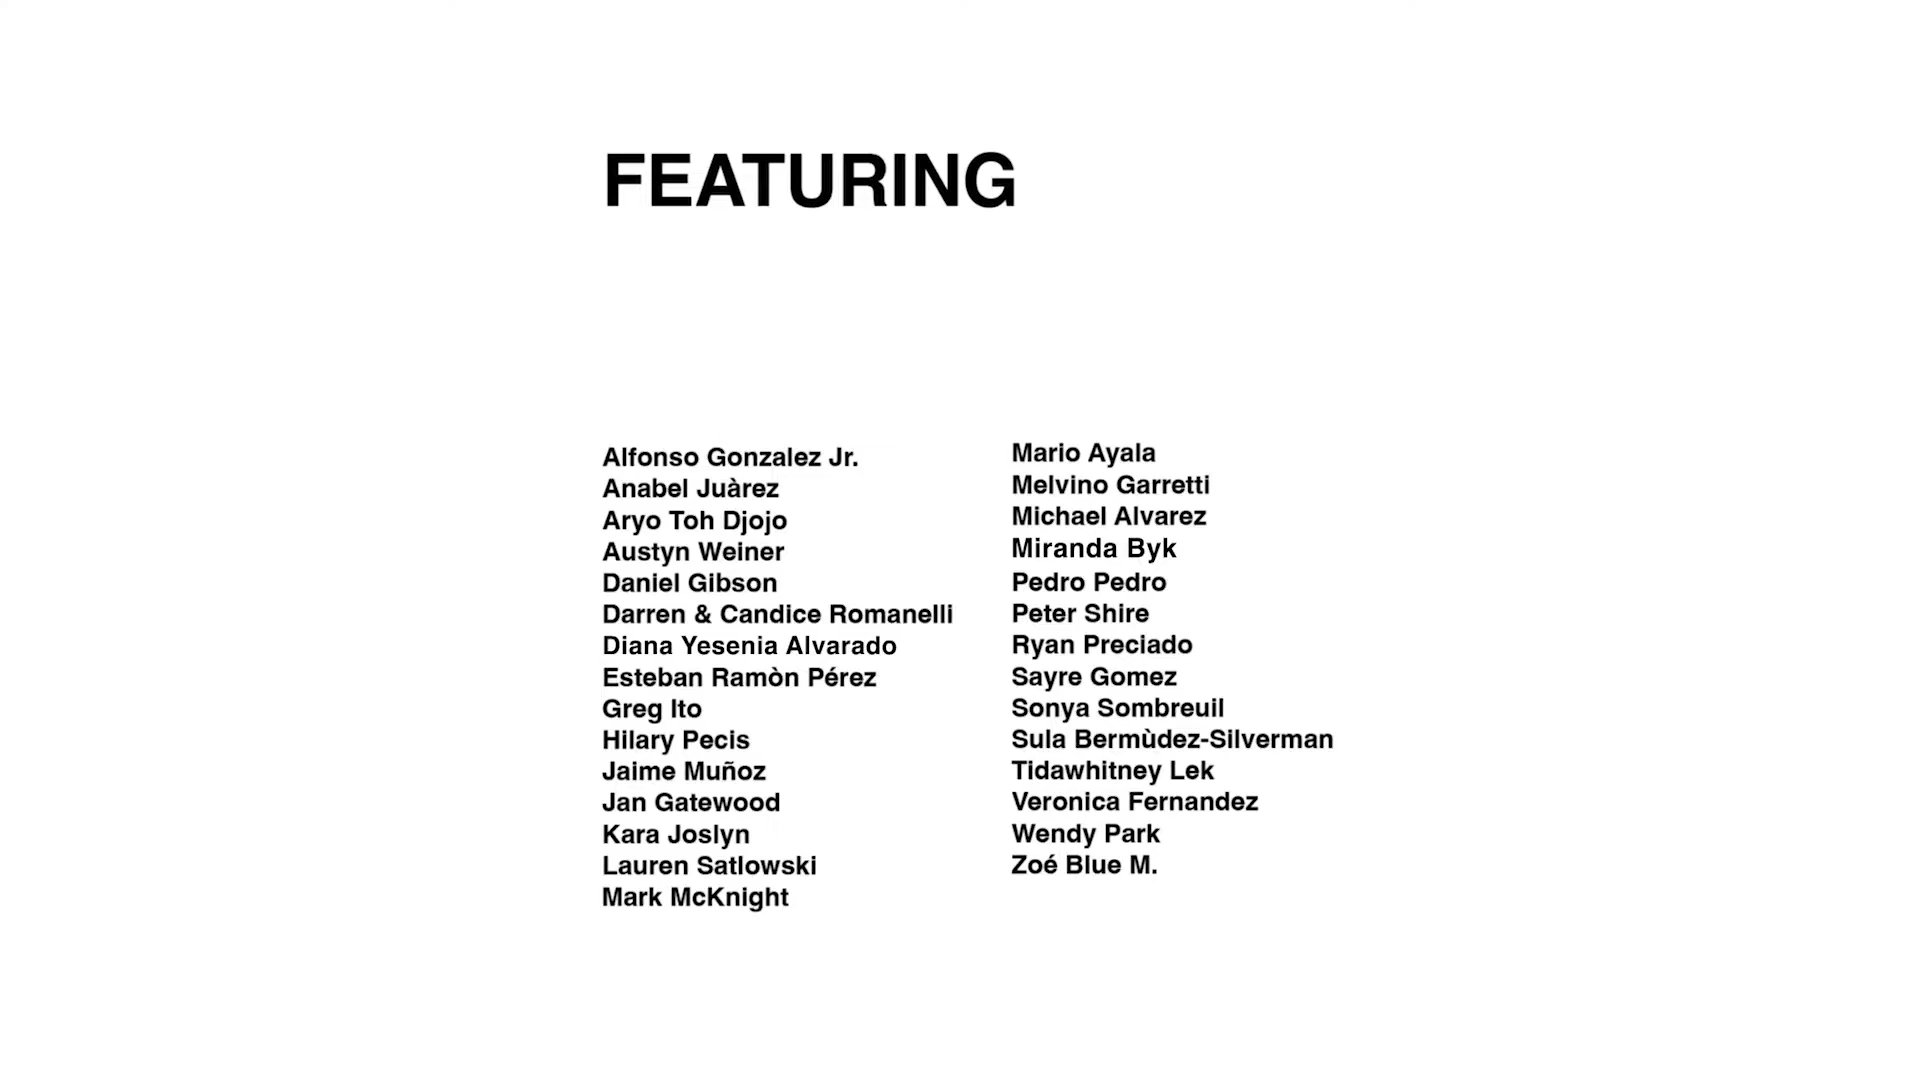 FEATURING
Alfonso Gonzalez Jr.
Anabel Juàrez
Aryo Toh Djojo
Austyn Weiner
Daniel Gibson
Darren & Candice Romanelli
Diana Yesenia Alvarado
Esteban Ramòn Pérez
Greg Ito
Hilary Pecis
Jaime Muñoz
Jan Gatewood
Kara Joslyn
Lauren Satlowski
Mark McKnight
Mario Ayala
Melvino Garretti
Michael Alvarez
Miranda Byk
Pedro Pedro
Peter Shire
Ryan Preciado
Sayre Gomez
Sonya Sombreuil
Sula Bermùdez-Silverman
Tidawhitney Lek
Veronica Fernandez
Wendy Park
Zoé Blue M.